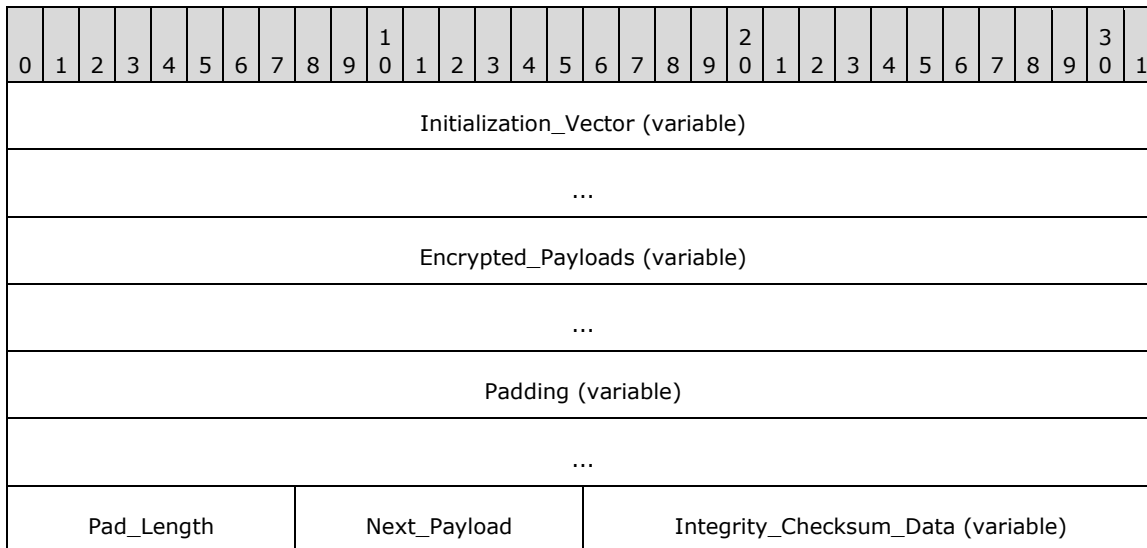 1 2 3
0 1 2 3 4 5 6 7 8 9 0 1 2 3 4 5 6 7 8 9 0 1 2 3 4 5 6 7 8 9 0 1
Initialization_Vector (variable)
...
Encrypted_Payloads (variable)
...
Padding (variable)
...
Pad_Length Next_Payload Integrity_Checksum_Data (variable)